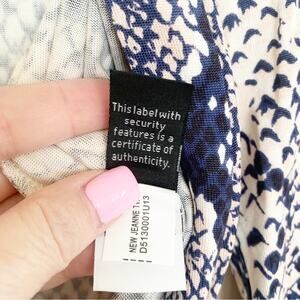 This label with
security
features is a
certificate of
authenticity.
NEW JEANNE
D5130001U13